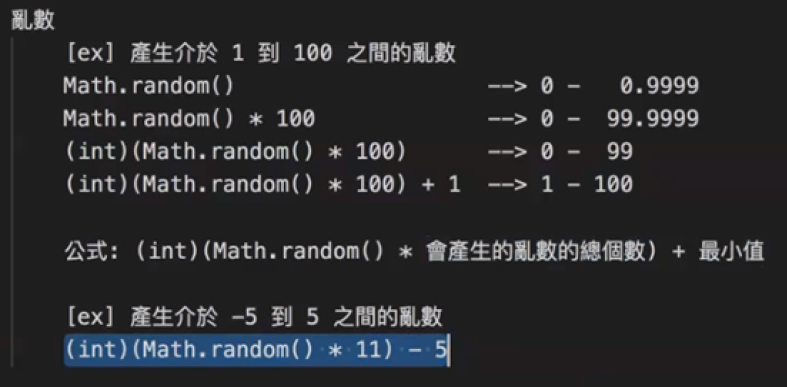 亂數
[ex] 產生介於 1 到 100 之間的亂數
Math.random() --> 0 - 0.9999
Math.random() * 100 --> 0 - 99.9999
(int)(Math.random() * 100) --> 0 - 99
(int)(Math.random() * 100) + 1 --> 1 - 100
公式: (int)(Math.random() * 會產生的亂數的總個數) + 最小值
[ex] 產生介於 -5 到 5 之間的亂數
(int)(Math.random() * 11) - 5